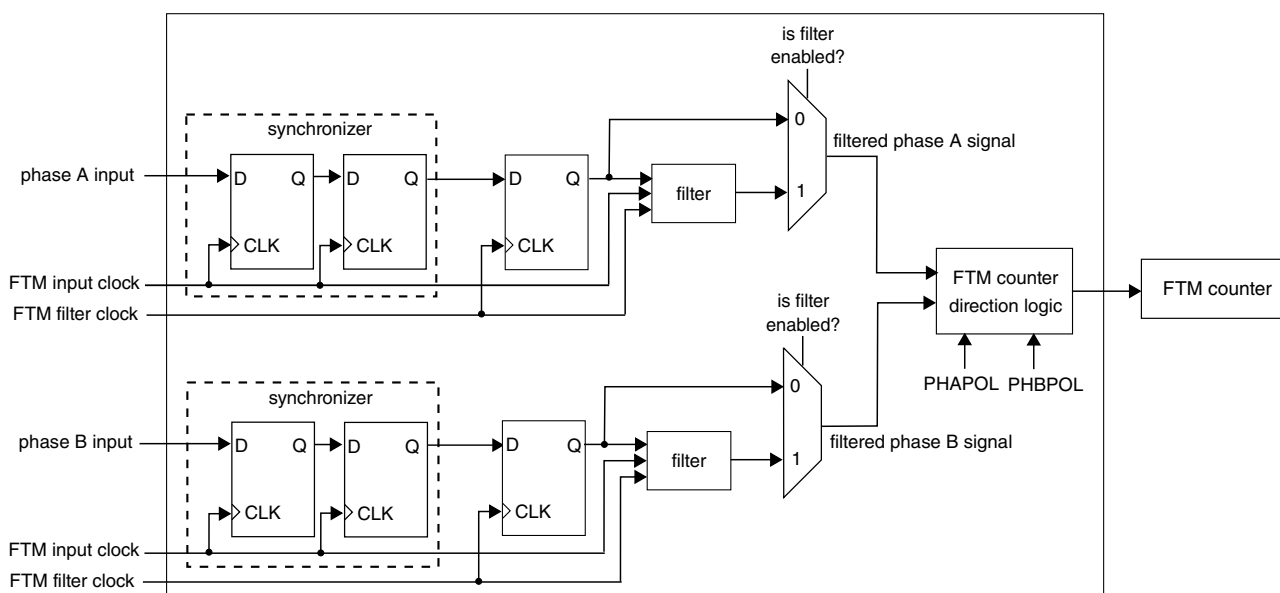 is filter
enabled?
synchronizer
0
filtered phase A signal
phase A input
D Q D Q D Q
filter
1
CLK CLK CLK
FTM input clock
FTM filter clock
FTM counter
direction logic
FTM counter
is filter
enabled?
PHAPOL PHBPOL
synchronizer
0
phase B input
D Q D Q D Q
filtered phase B signal
filter
1
CLK CLK CLK
FTM input clock
FTM filter clock